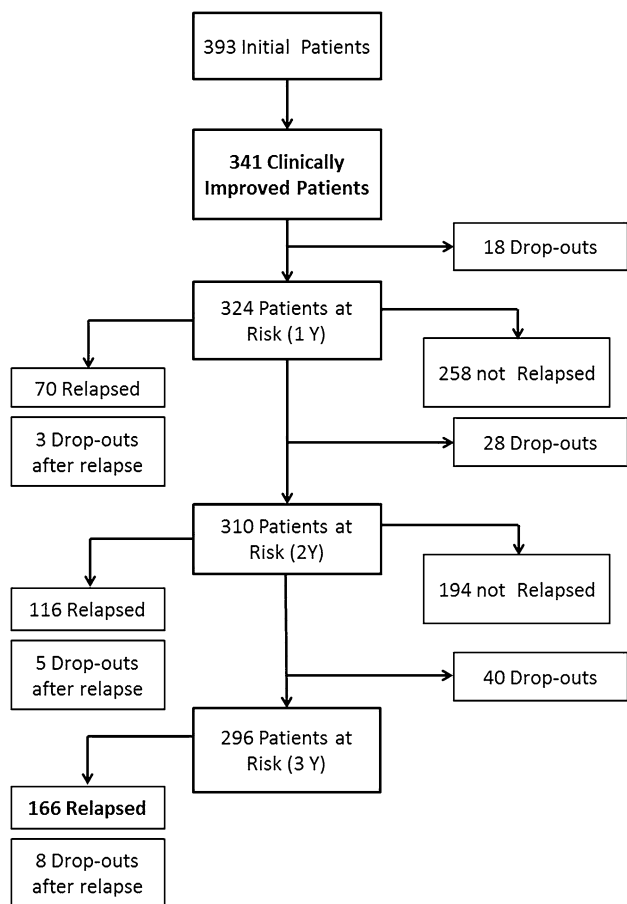 393 Initial Patients
341 Clinically
Improved Patients
18 Drop-outs
324 Patients at
Risk (1 Y)
70 Relapsed
258 not Relapsed
3 Drop-outs
after relapse
28 Drop-outs
310 Patients at
Risk (2Y)
116 Relapsed
194 not Relapsed
5 Drop-outs
after relapse
40 Drop-outs
296 Patients at
Risk (3 Y)
166 Relapsed
8 Drop-outs
after relapse